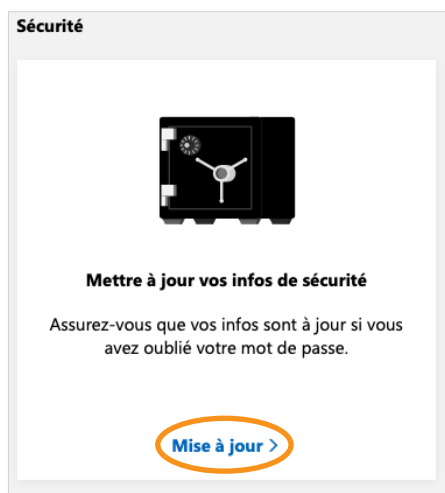 Sécurité
Mettre à jour vos infos de sécurité
Assurez-vous que vos infos sont à jour si vous
avez oublié votre mot de passe.
Mise à jour >